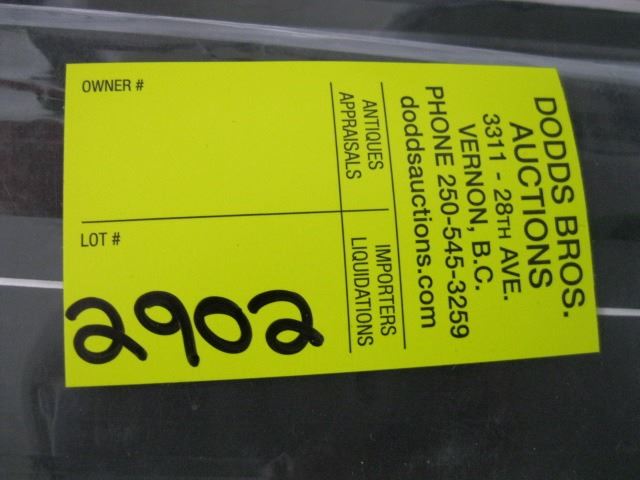 DODDS BROS.
AUCTIONS
3311 - 28TH AVE.
VERNON, B.C.
PHONE 250-545-3259
doddsauctions.com
ANTIQUES
APPRAISALS
IMPORTERS
LIQUIDATIONS
OWNER #
LOT #
2902